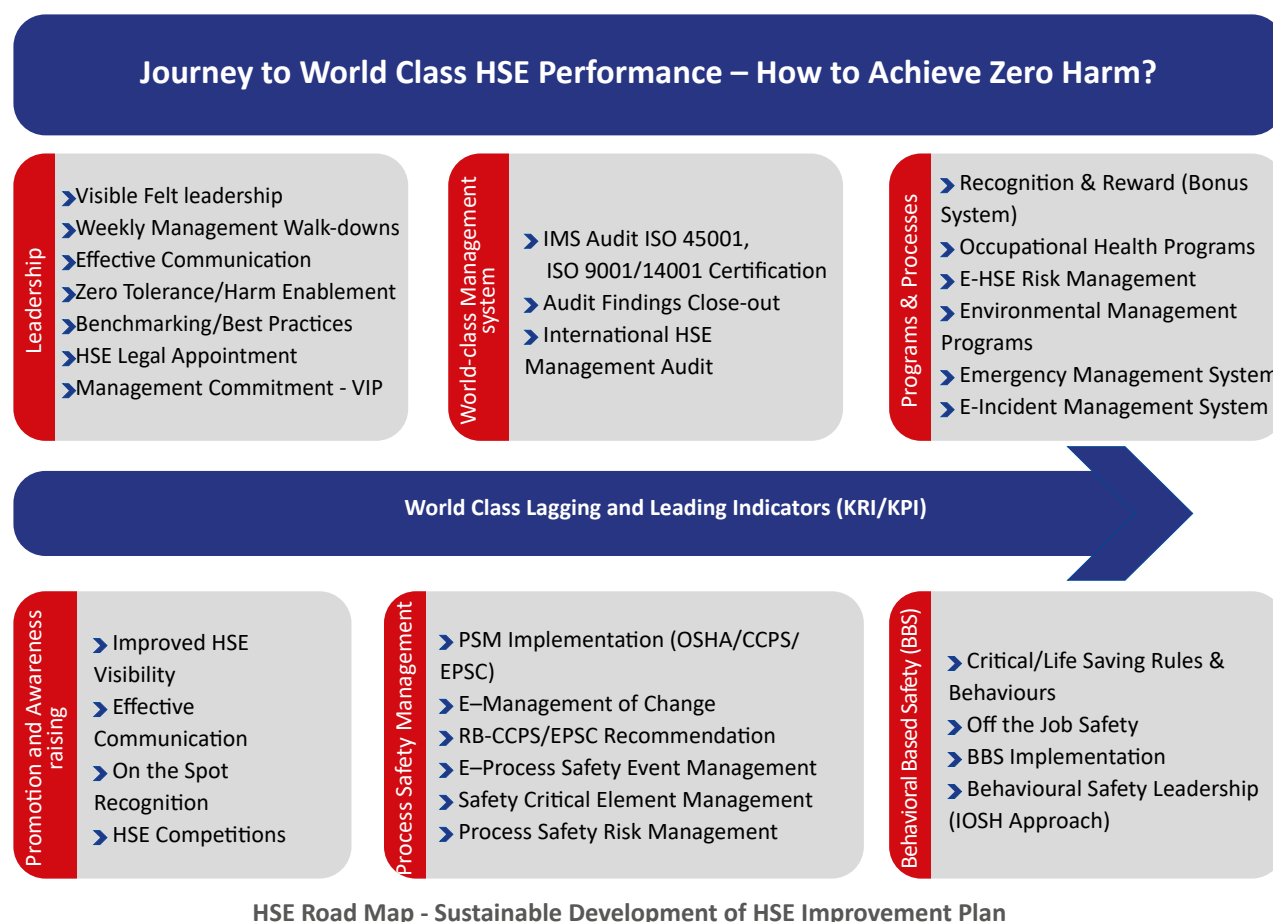 Journey to World Class HSE Performance – How to Achieve Zero Harm?
Leadership
Visible Felt leadership
Weekly Management Walk-downs
Effective Communication
Zero Tolerance/Harm Enablement
Benchmarking/Best Practices
HSE Legal Appointment
Management Commitment - VIP
World-class Management
system
IMS Audit ISO 45001,
ISO 9001/14001 Certification
Audit Findings Close-out
International HSE
Management Audit
Programs & Processes
Recognition & Reward (Bonus
System)
Occupational Health Programs
E-HSE Risk Management
Environmental Management
Programs
Emergency Management System
E-Incident Management System
World Class Lagging and Leading Indicators (KRI/KPI)
Promotion and Awareness
raising
Improved HSE
Visibility
Effective
Communication
On the Spot
Recognition
HSE Competitions
Process Safety Management
PSM Implementation (OSHA/CCPS/
EPSC)
E–Management of Change
RB-CCPS/EPSC Recommendation
E–Process Safety Event Management
Safety Critical Element Management
Process Safety Risk Management
Behavioral Based Safety (BBS)
Critical/Life Saving Rules &
Behaviours
Off the Job Safety
BBS Implementation
Behavioural Safety Leadership
(IOSH Approach)
HSE Road Map - Sustainable Development of HSE Improvement Plan